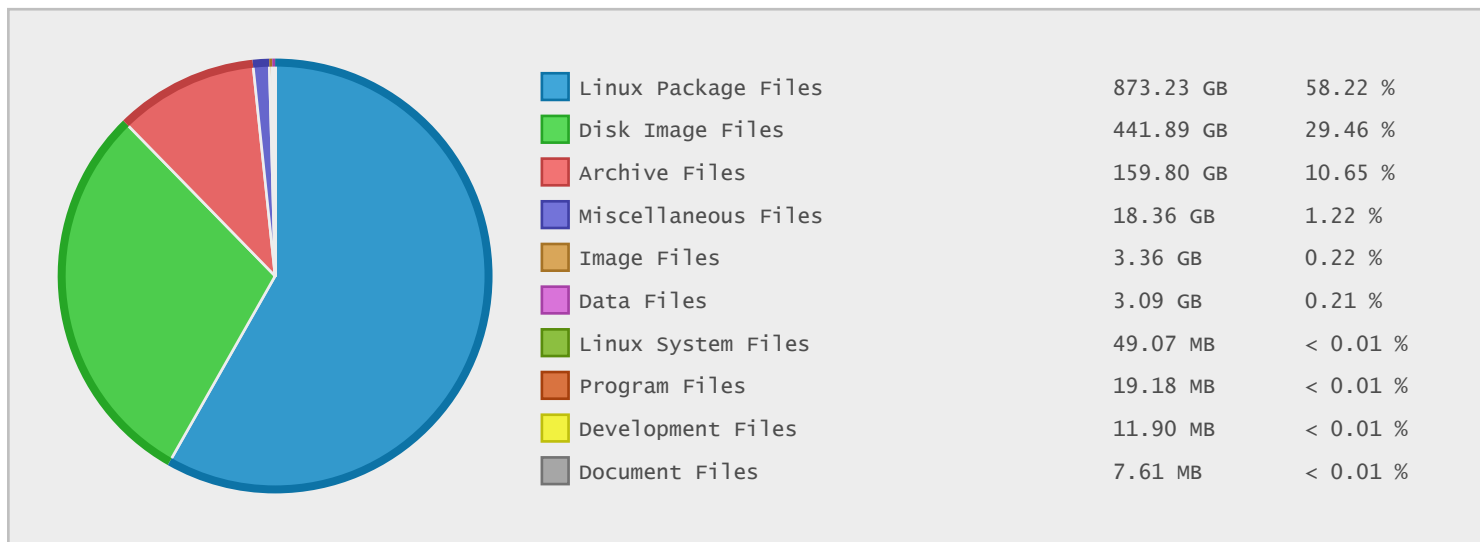 Linux Package Files 873.23 GB 58.22 %
Disk Image Files 441.89 GB 29.46 %
Archive Files 159.80 GB 10.65 %
Miscellaneous Files 18.36 GB 1.22 %
Image Files 3.36 GB 0.22 %
Data Files 3.09 GB 0.21 %
Linux System Files 49.07 MB < 0.01 %
Program Files 19.18 MB < 0.01 %
Development Files 11.90 MB < 0.01 %
Document Files 7.61 MB < 0.01 %